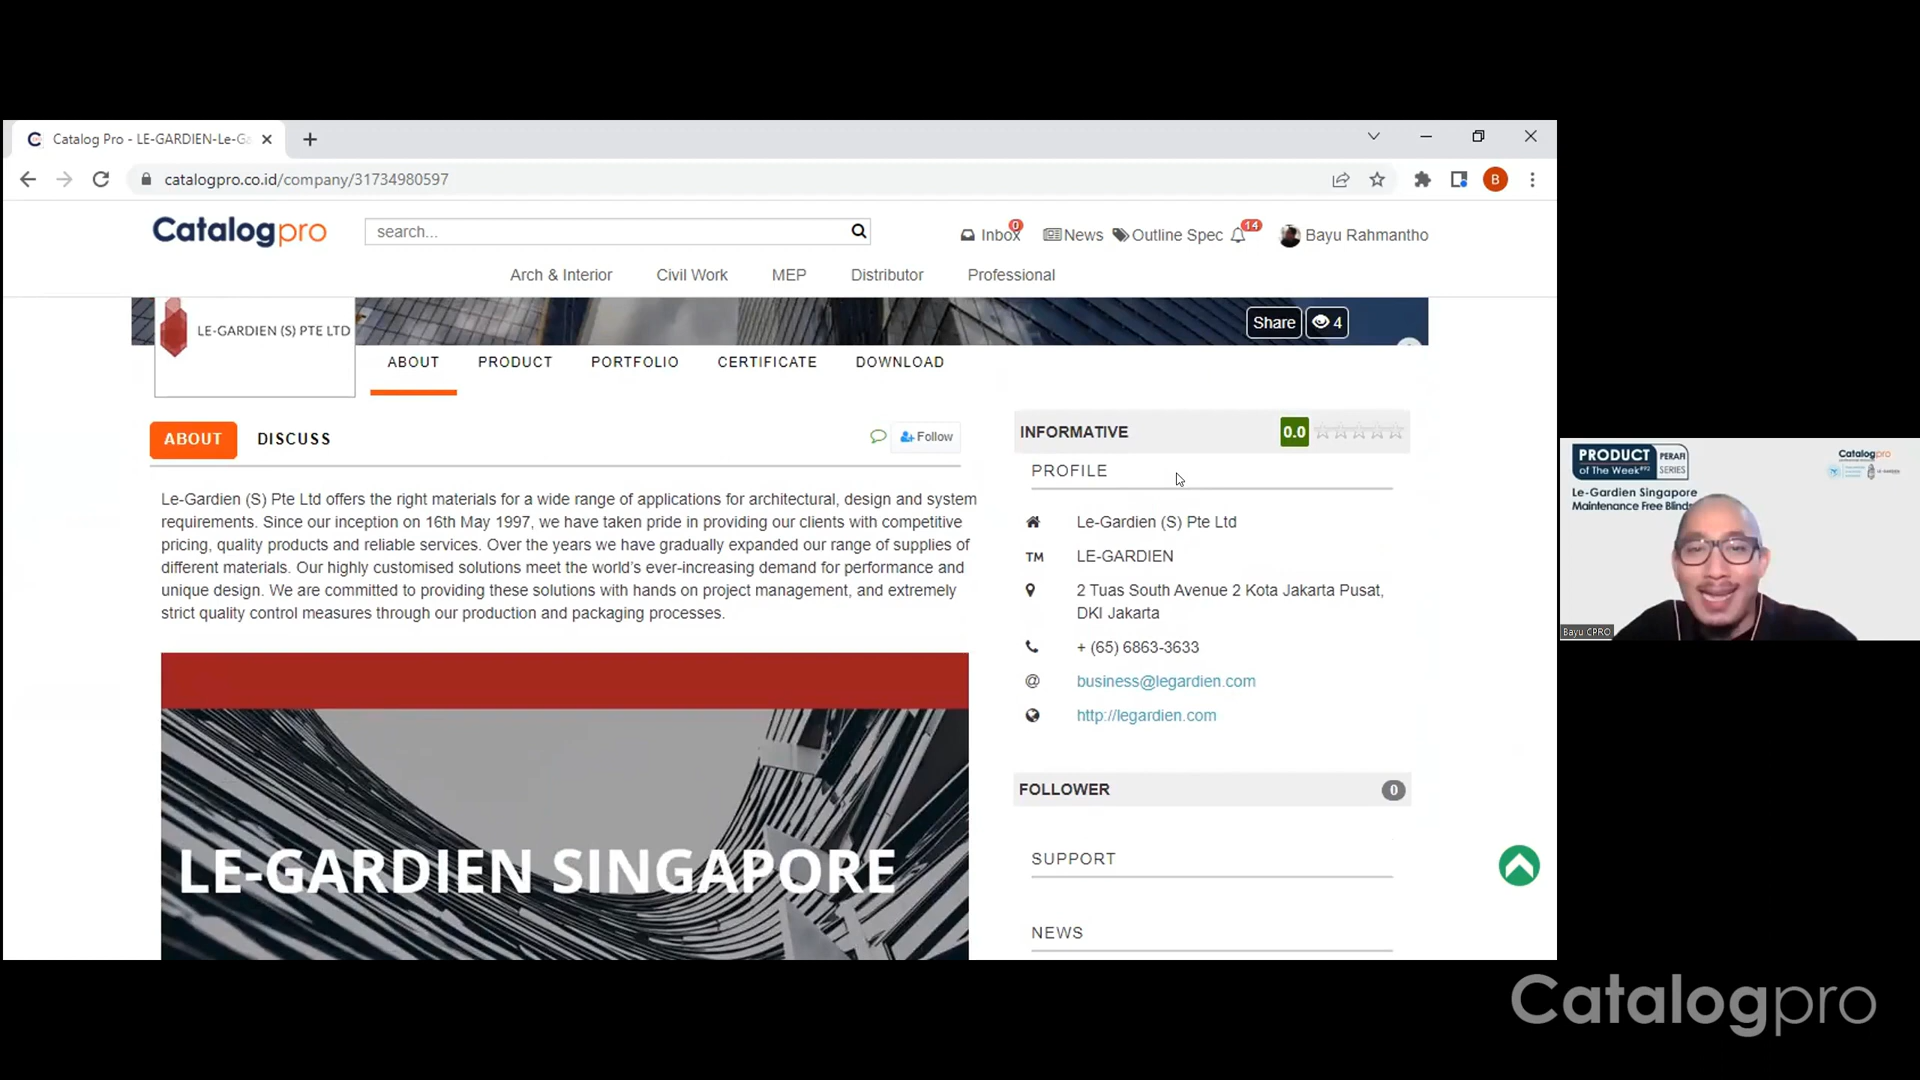 Catalog Pro - LE-GARDIEN-Le-Ga
catalogpro.co.id/company/31734980597
B
Catalogpro
search...
Inbox 0
News
Outline Spec
14
Bayu Rahmantho
Arch & Interior
Civil Work
MEP
Distributor
Professional
LE-GARDIEN (S) PTE LTD
Share
4
ABOUT
PRODUCT
PORTFOLIO
CERTIFICATE
DOWNLOAD
ABOUT
DISCUSS
Follow
Le-Gardien (S) Pte Ltd offers the right materials for a wide range of applications for architectural, design and system
requirements. Since our inception on 16th May 1997, we have taken pride in providing our clients with competitive
pricing, quality products and reliable services. Over the years we have gradually expanded our range of supplies of
different materials. Our highly customised solutions meet the world's ever-increasing demand for performance and
unique design. We are committed to providing these solutions with hands on project management, and extremely
strict quality control measures through our production and packaging processes.
LE-GARDIEN SINGAPORE
INFORMATIVE
0.0
PROFILE
Le-Gardien (S) Pte Ltd
TM
LE-GARDIEN
2 Tuas South Avenue 2 Kota Jakarta Pusat,
DKI Jakarta
+ (65) 6863-3633
@
business@legardien.com
http://legardien.com
FOLLOWER
0
SUPPORT
NEWS
PRODUCT
of The Week #92
PERAFI
SERIES
Catalogpro
Le-Gardien Singapore
Maintenance Free Blinds
Bayu CPRO
Catalogpro